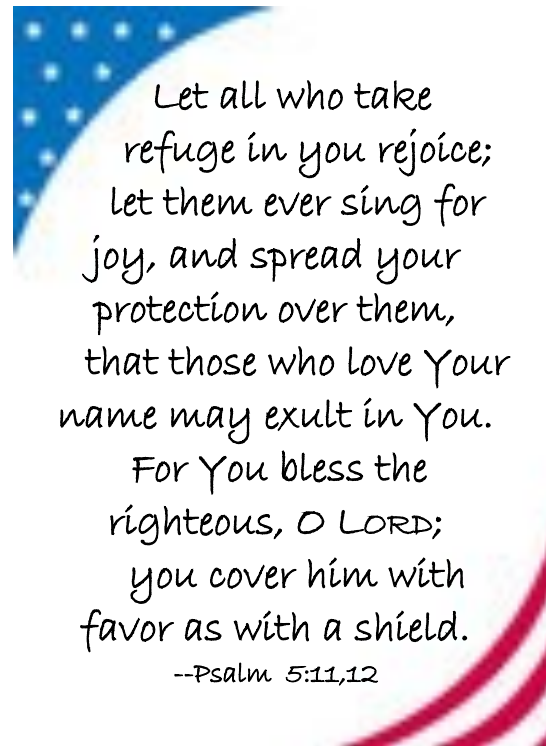 Let all who take
refuge in you rejoice;
let them ever sing for
joy, and spread your
protection over them,
that those who love Your
name may exult in You.
For You bless the
righteous, O LORD;
you cover him with
favor as with a shield.
--Psalm 5:11,12